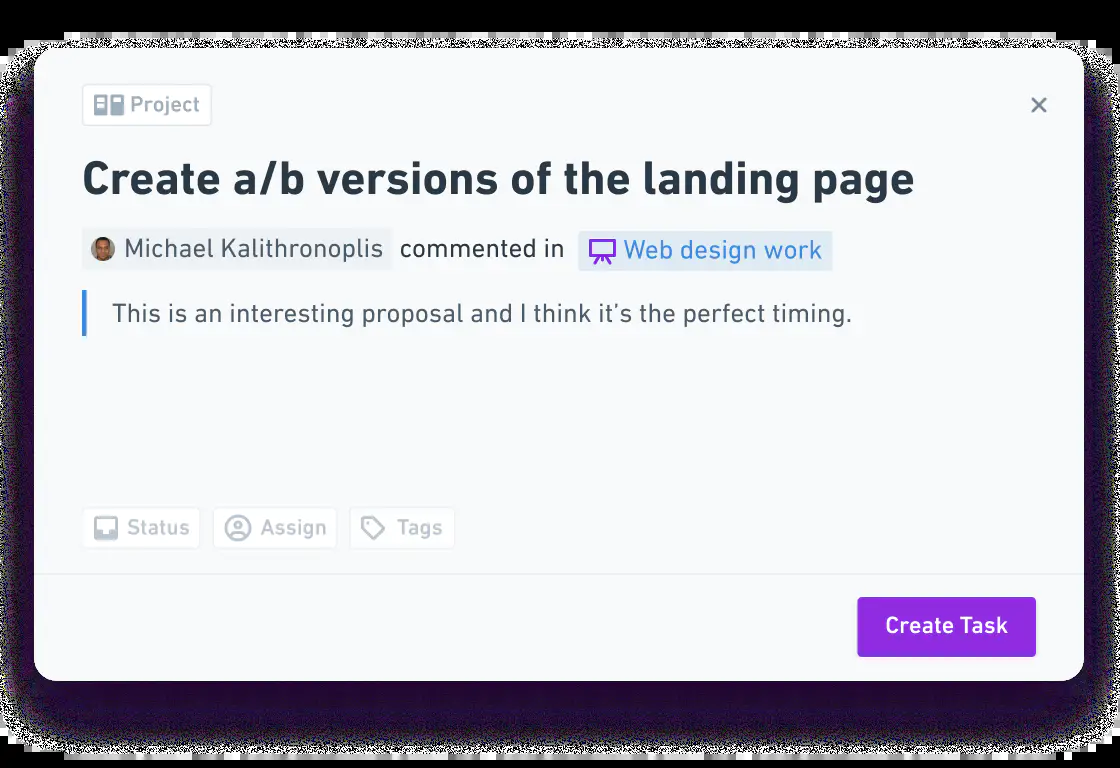 Project
Create a/b versions of the landing page
Michael Kalithronoplis commented in Web design work
This is an interesting proposal and I think it’s the perfect timing.
Status Assign Tags
Create Task